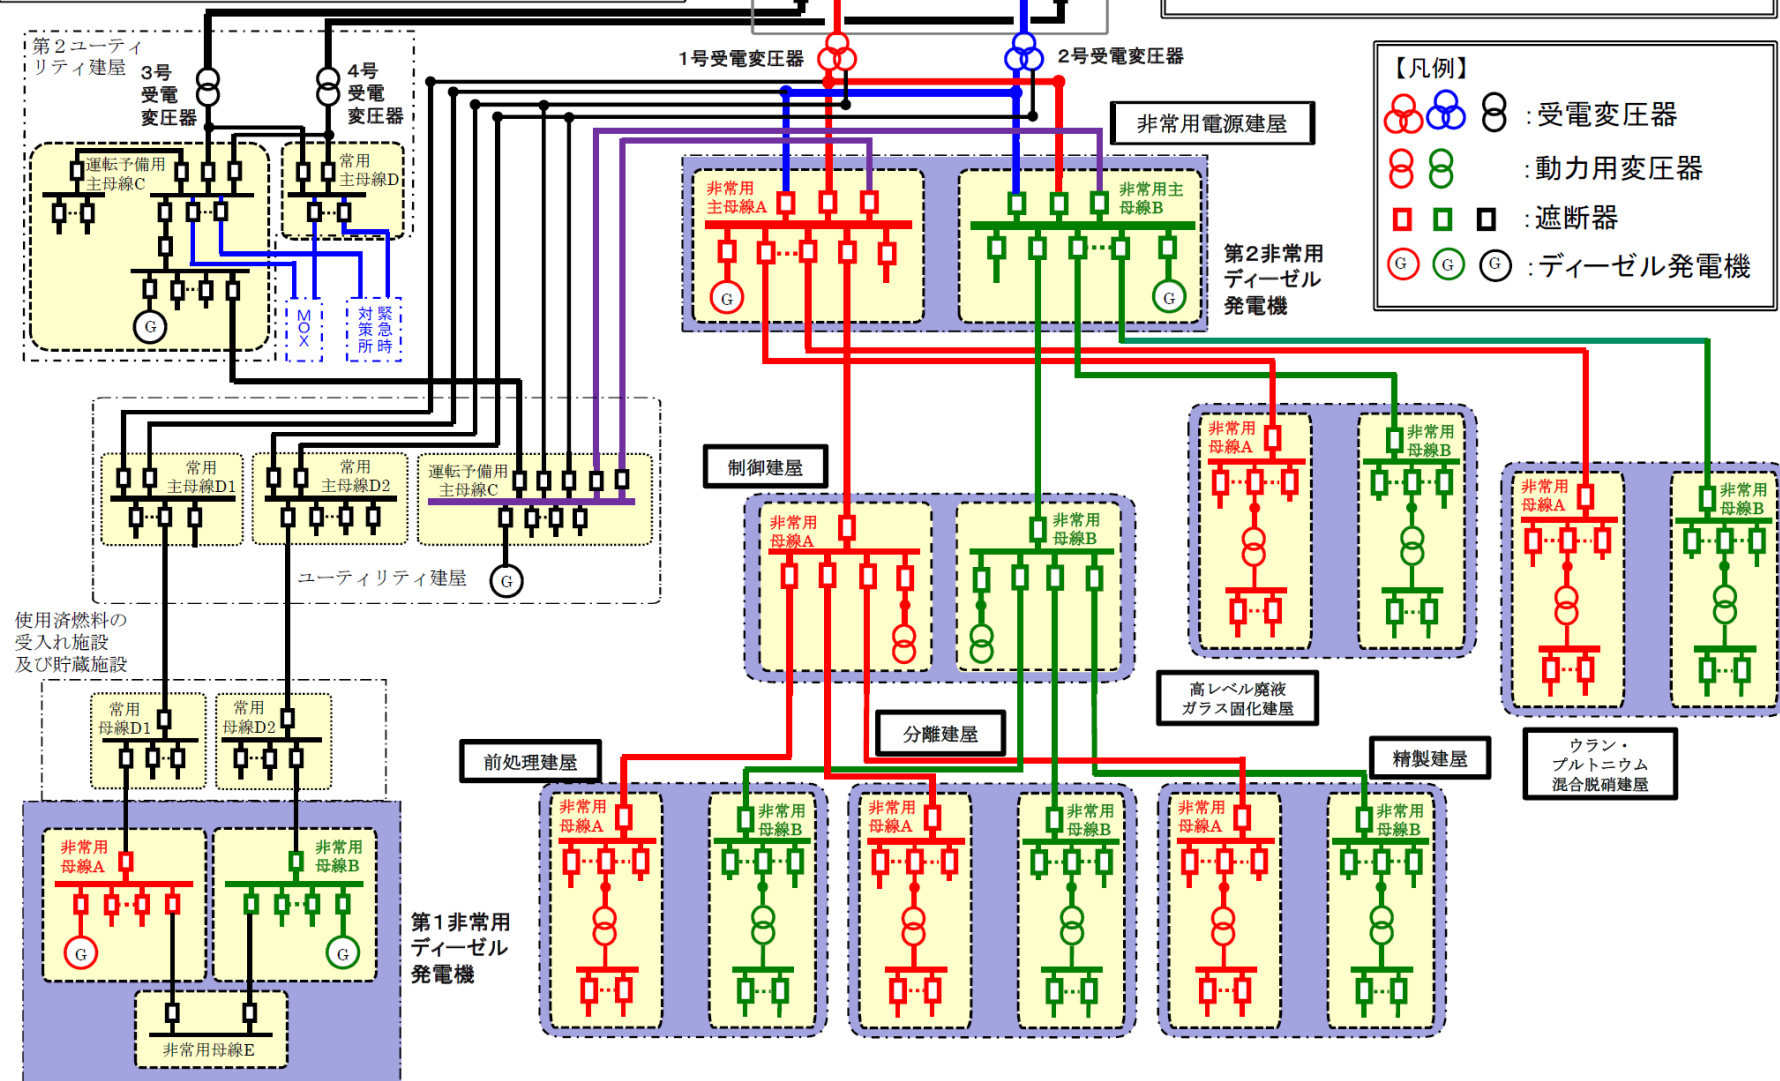 第２ユーティ
リティ建屋
3号
受電
変圧器
4号
受電
変圧器
1号受電変圧器
2号受電変圧器
【凡例】
：受電変圧器
：動力用変圧器
：遮断器
G
G
G
：ディーゼル発電機
非常用電源建屋
運転予備用
主母線C
常用
主母線D
G
MOX
緊急時
対策所
非常用
主母線A
G
非常用主
母線B
G
第2非常用
ディーゼル
発電機
常用
主母線D1
常用
主母線D2
運転予備用
主母線C
ユーティリティ建屋
G
制御建屋
非常用
母線A
非常用
母線B
非常用
母線A
非常用
母線B
高レベル廃液
ガラス固化建屋
非常用
母線A
非常用
母線B
ウラン・
プルトニウム
混合脱硝建屋
使用済燃料の
受入れ施設
及び貯蔵施設
常用
母線D1
常用
母線D2
非常用
母線A
G
非常用
母線B
G
非常用母線E
第1非常用
ディーゼル
発電機
前処理建屋
非常用
母線A
非常用
母線B
分離建屋
非常用
母線A
非常用
母線B
精製建屋
非常用
母線A
非常用
母線B